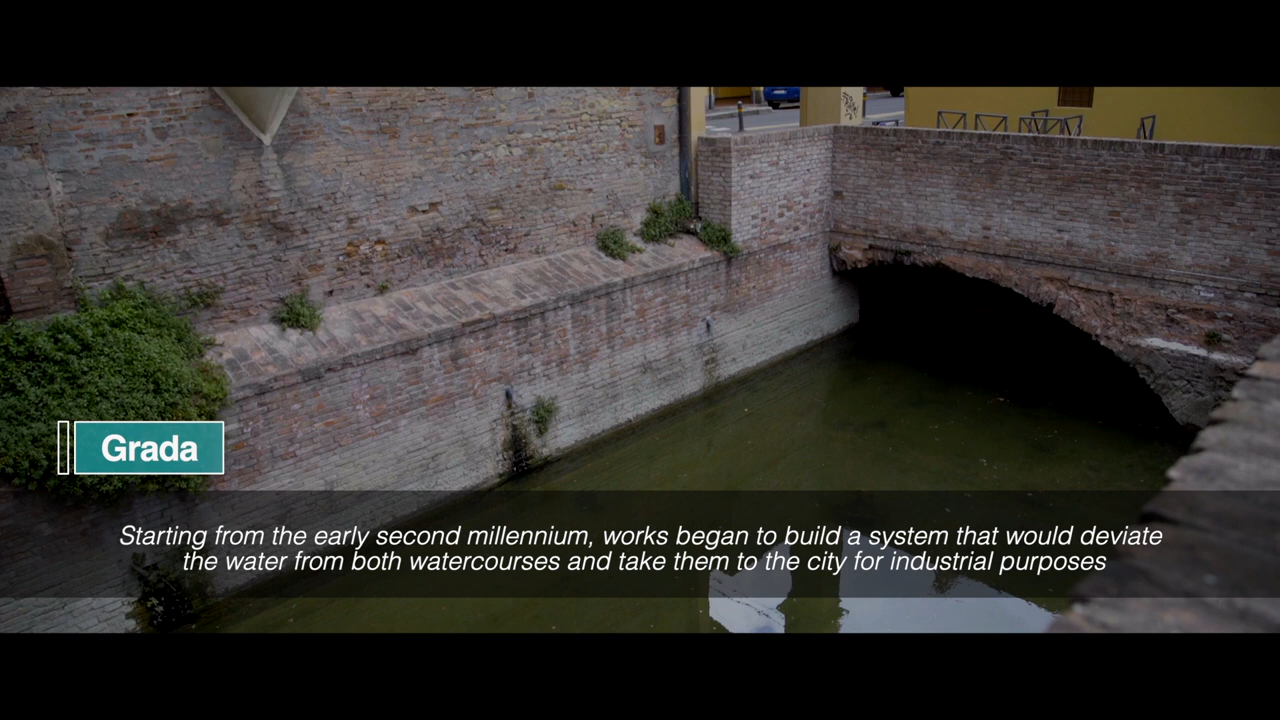 Grada
Starting from the early second millennium, works began to build a system that would deviate
the water from both watercourses and take them to the city for industrial purposes